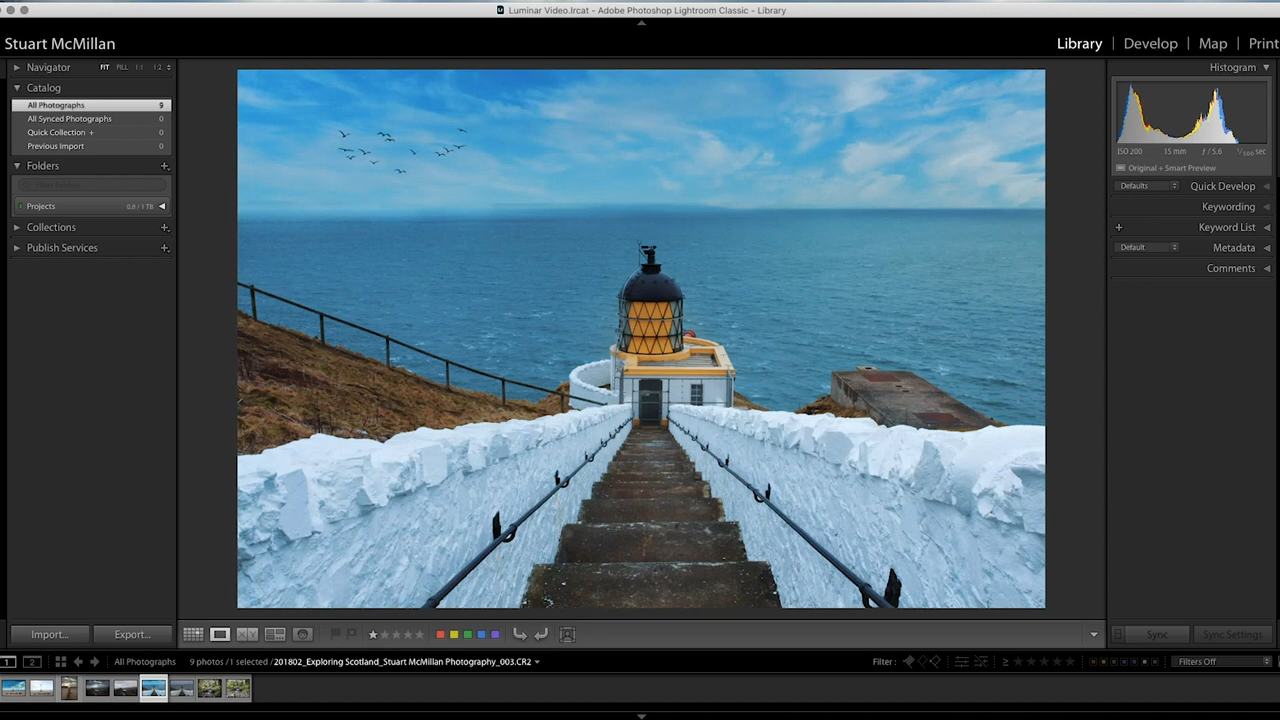 Luminar Video.lrcat - Adobe Photoshop Lightroom Classic - Library
Stuart McMillan
Library | Develop | Map | Print
Navigator FIT FILL 1:1 1:2
Histogram
Catalog
All Photographs 9
All Synced Photographs 0
Quick Collection + 0
Previous Import 0
ISO 200 15 mm ƒ / 5.6 1/500 sec
Original + Smart Preview
Folders +
Defaults Quick Develop
Projects 0.8 / 1 TB
Keywording
Collections +
+ Keyword List
Publish Services +
Default Metadata
Comments
Import... Export...
Sync Sync Settings
1 2 All Photographs 9 photos / 1 selected / 201802_Exploring Scotland_Stuart McMillan Photography_003.CR2 Filter : Filters Off